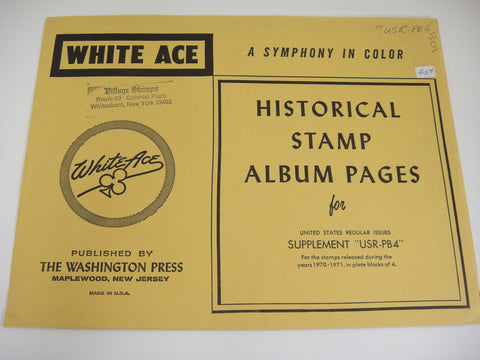 "USR-PB4"
WHITE ACE
A SYMPHONY IN COLOR
Village Stamps
Route 69 - Colonial Plaza
Whitesboro, New York 13492
HISTORICAL
STAMP
ALBUM PAGES
for
White Ace
UNITED STATES REGULAR ISSUES
SUPPLEMENT "USR-PB4"
For the stamps released during the
years 1970-1971, in plate blocks of 4.
PUBLISHED BY
THE WASHINGTON PRESS
MAPLEWOOD, NEW JERSEY
MADE IN U.S.A.